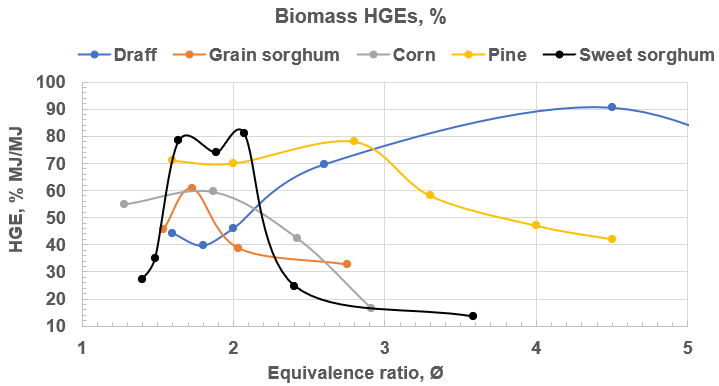 Biomass HGEs, %
Draff Grain sorghum Corn Pine Sweet sorghum
HGE, % MJ/MJ
100
90
80
70
60
50
40
30
20
10
1 2 3 4 5
Equivalence ratio, Ø